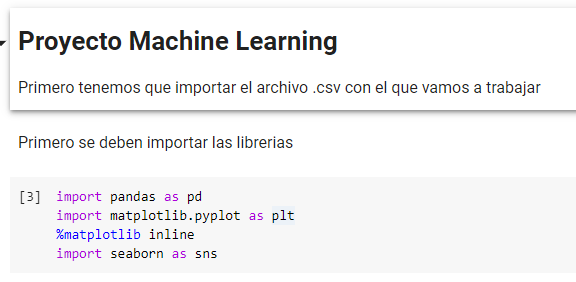 Proyecto Machine Learning
Primero tenemos que importar el archivo .csv con el que vamos a trabajar
Primero se deben importar las librerias
[3] import pandas as pd
import matplotlib.pyplot as plt
%matplotlib inline
import seaborn as sns